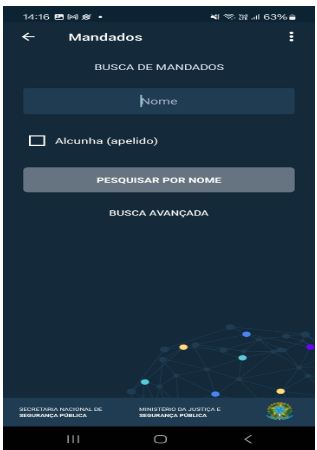 14:16
63%
Mandados
BUSCA DE MANDADOS
Nome
Alcunha (apelido)
PESQUISAR POR NOME
BUSCA AVANÇADA
SECRETARIA NACIONAL DE
SEGURANÇA PÚBLICA
MINISTÉRIO DA JUSTIÇA E
SEGURANÇA PÚBLICA